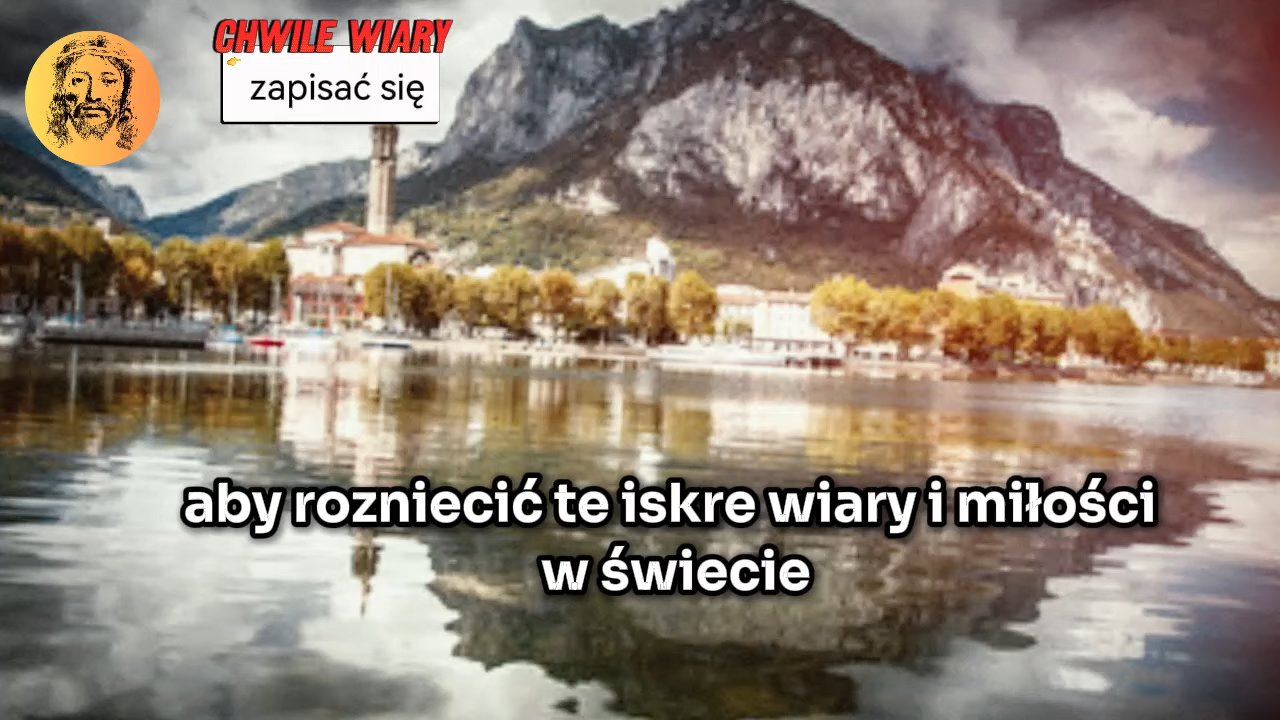 CHWILE WIARY
zapisać się
aby rozniecić te iskre wiary i miłości
w świecie